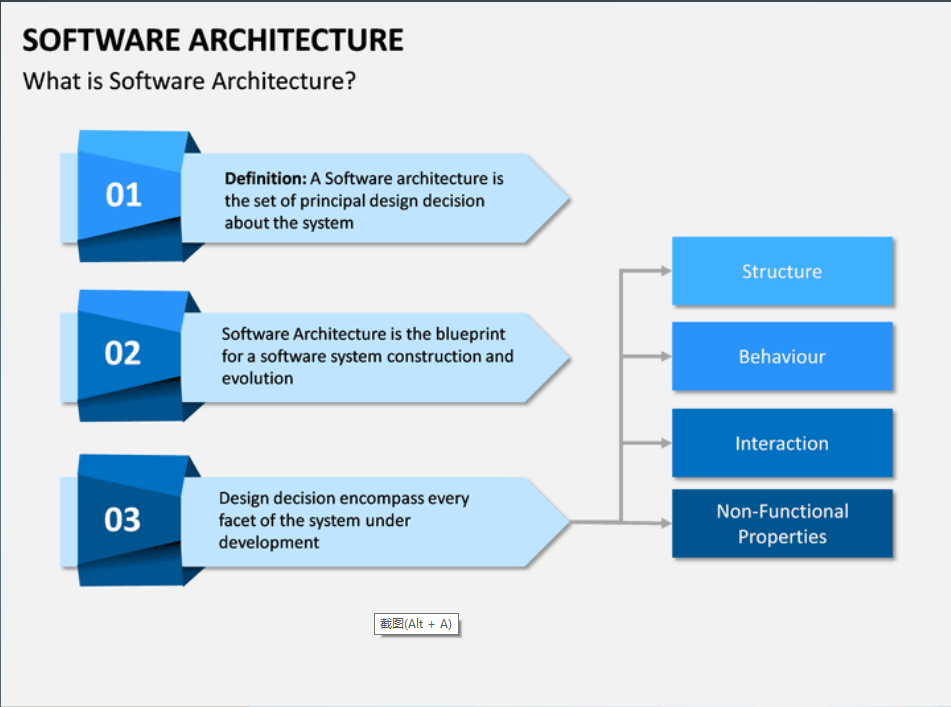 SOFTWARE ARCHITECTURE
What is Software Architecture?
01
Definition: A Software architecture is
the set of principal design decision
about the system
02
Software Architecture is the blueprint
for a software system construction and
evolution
03
Design decision encompass every
facet of the system under
development
Structure
Behaviour
Interaction
Non-Functional
Properties
截图(Alt + A)